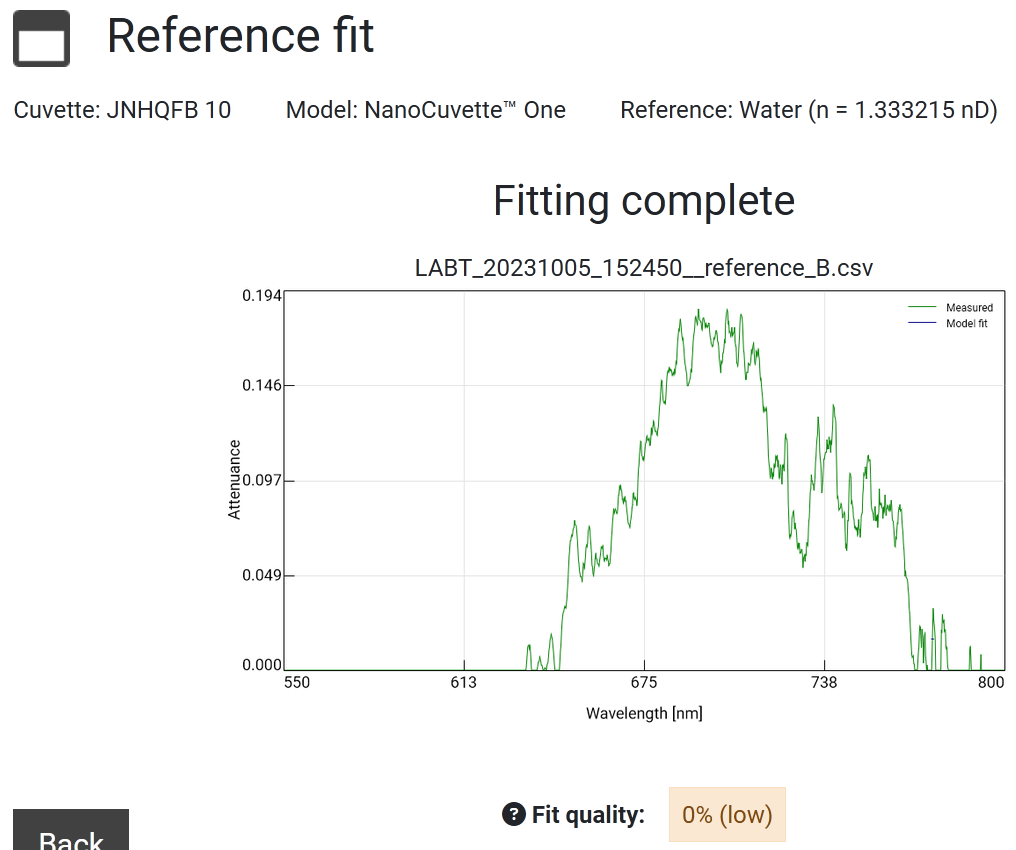 Reference fit
Cuvette: JNHQFB 10 Model: NanoCuvette™ One Reference: Water (n = 1.333215 nD)
Fitting complete
LABT_20231005_152450__reference_B.csv
0.194
Measured
Model fit
0.146
Attenuance
0.097
0.049
0.000
550 613 675 738 800
Wavelength [nm]
? Fit quality: 0% (low)
Back